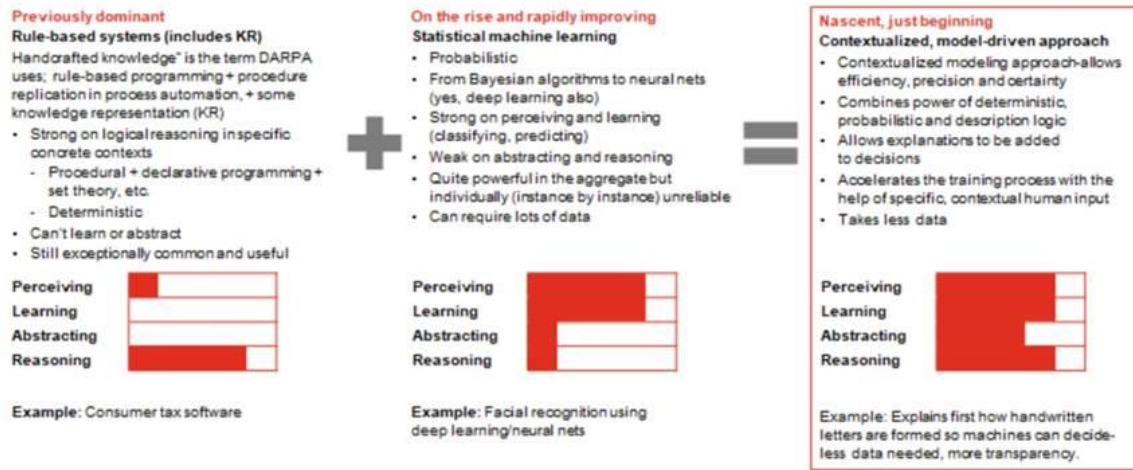 Previously dominant
Rule-based systems (includes KR)
Handcrafted knowledge" is the term DARPA
uses; rule-based programming + procedure
replication in process automation, + some
knowledge representation (KR)
• Strong on logical reasoning in specific
concrete contexts
- Procedural + declarative programming +
set theory, etc.
- Deterministic
• Can't learn or abstract
• Still exceptionally common and useful
Perceiving
Learning
Abstracting
Reasoning
Example: Consumer tax software
On the rise and rapidly improving
Statistical machine learning
• Probabilistic
• From Bayesian algorithms to neural nets
(yes, deep learning also)
• Strong on perceiving and learning
(classifying, predicting)
• Weak on abstracting and reasoning
• Quite powerful in the aggregate but
individually (instance by instance) unreliable
• Can require lots of data
Perceiving
Learning
Abstracting
Reasoning
Example: Facial recognition using
deep learning/neural nets
Nascent, just beginning
Contextualized, model-driven approach
• Contextualized modeling approach-allows
efficiency, precision and certainty
• Combines power of deterministic,
probabilistic and description logic
• Allows explanations to be added
to decisions
• Accelerates the training process with the
help of specific, contextual human input
• Takes less data
Perceiving
Learning
Abstracting
Reasoning
Example: Explains first how handwritten
letters are formed so machines can decide-
less data needed, more transparency.